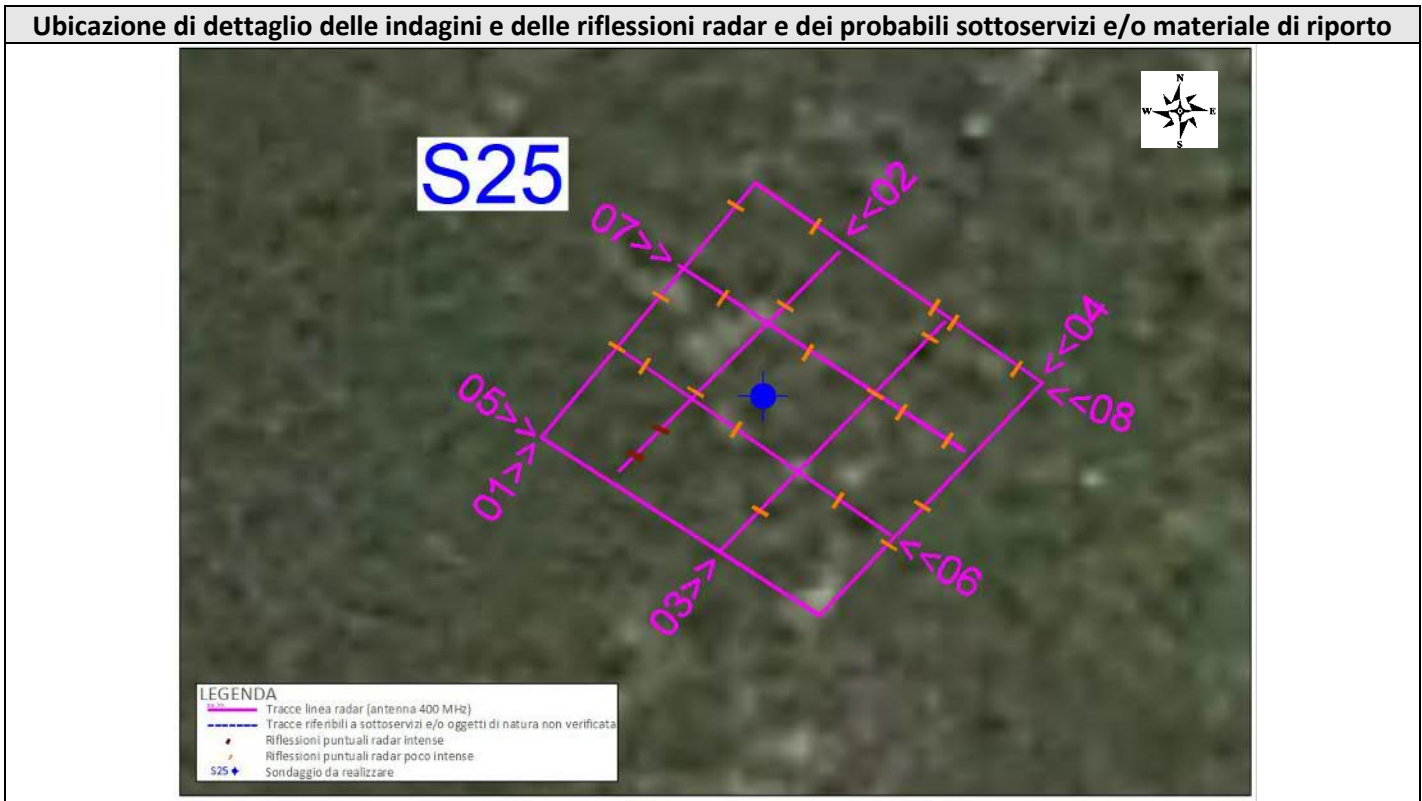 Ubicazione di dettaglio delle indagini e delle riflessioni radar e dei probabili sottoservizi e/o materiale di riporto
N
W E
S
S25
<<02
07>>
<<04
05>>
<<08
01>>
<<06
03>>
LEGENDA
Tracce linea radar (antenna 400 MHz)
Tracce riferibili a sottoservizi e/o oggetti di natura non verificata
Riflessioni puntuali radar intense
Riflessioni puntuali radar poco intense
S25 Sondaggio da realizzare